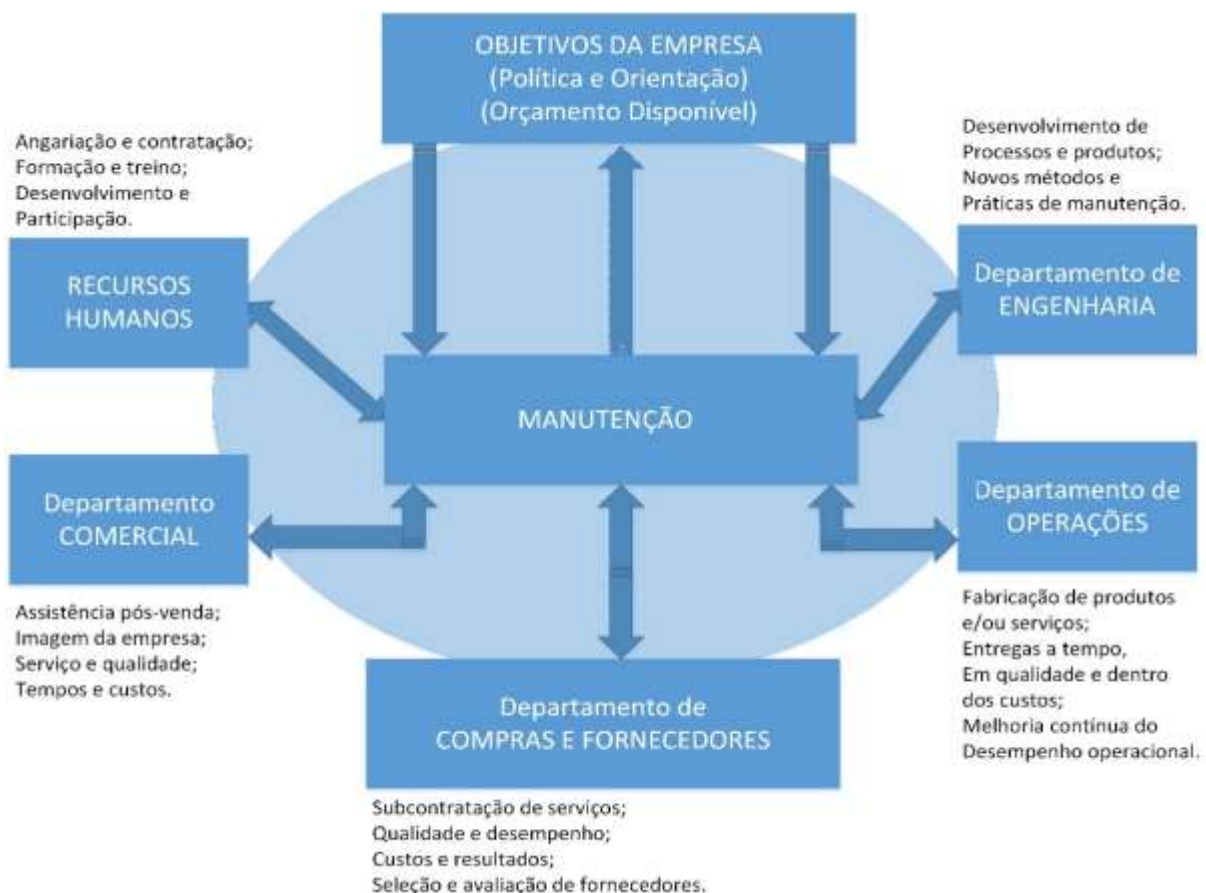 OBJETIVOS DA EMPRESA
(Política e Orientação)
(Orçamento Disponível)
Angariação e contratação;
Formação e treino;
Desenvolvimento e
Participação.
RECURSOS
HUMANOS
Desenvolvimento de
Processos e produtos;
Novos métodos e
Práticas de manutenção.
Departamento de
ENGENHARIA
MANUTENÇÃO
Departamento
COMERCIAL
Assistência pós-venda;
Imagem da empresa;
Serviço e qualidade;
Tempos e custos.
Departamento de
OPERAÇÕES
Fabricação de produtos
e/ou serviços;
Entregas a tempo,
Em qualidade e dentro
dos custos;
Melhoria contínua do
Desempenho operacional.
Departamento de
COMPRAS E FORNECEDORES
Subcontratação de serviços;
Qualidade e desempenho;
Custos e resultados;
Seleção e avaliação de fornecedores.